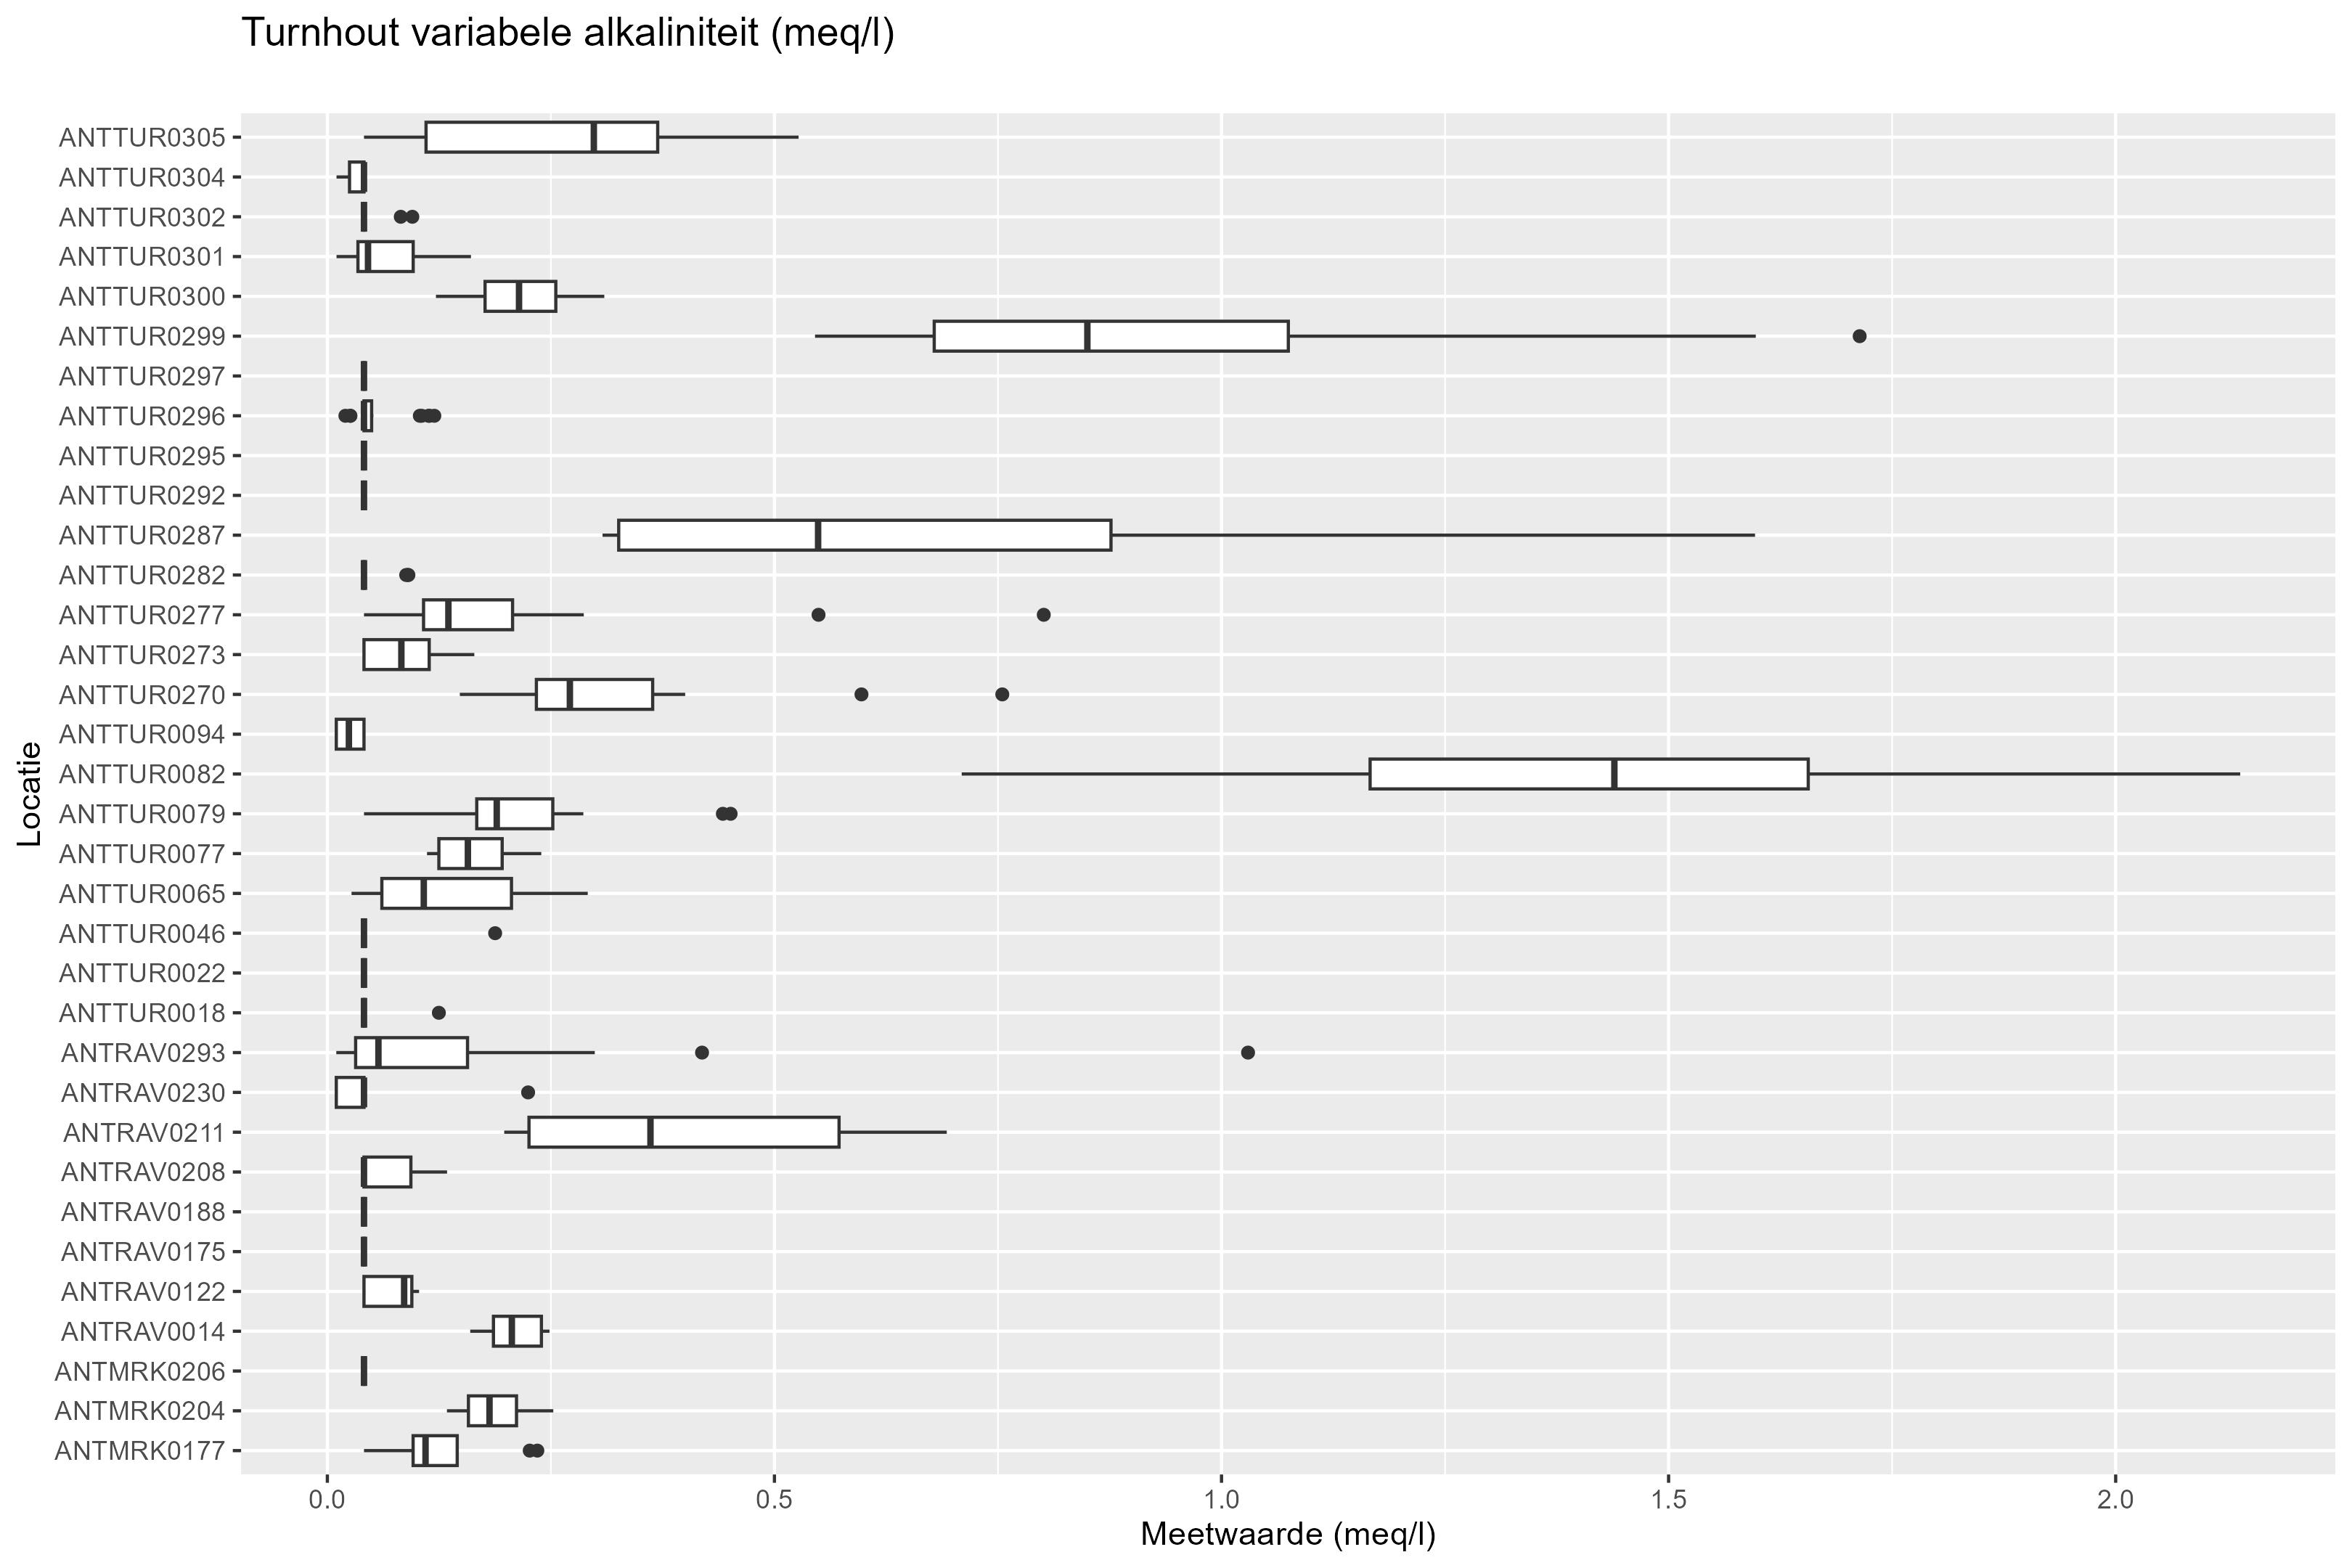 Turnhout variabele alkaliniteit (meq/l)
Locatie
ANTTUR0305
ANTTUR0304
ANTTUR0302
ANTTUR0301
ANTTUR0300
ANTTUR0299
ANTTUR0297
ANTTUR0296
ANTTUR0295
ANTTUR0292
ANTTUR0287
ANTTUR0282
ANTTUR0277
ANTTUR0273
ANTTUR0270
ANTTUR0094
ANTTUR0082
ANTTUR0079
ANTTUR0077
ANTTUR0065
ANTTUR0046
ANTTUR0022
ANTTUR0018
ANTRAV0293
ANTRAV0230
ANTRAV0211
ANTRAV0208
ANTRAV0188
ANTRAV0175
ANTRAV0122
ANTRAV0014
ANTMRK0206
ANTMRK0204
ANTMRK0177
0.0 0.5 1.0 1.5 2.0
Meetwaarde (meq/l)